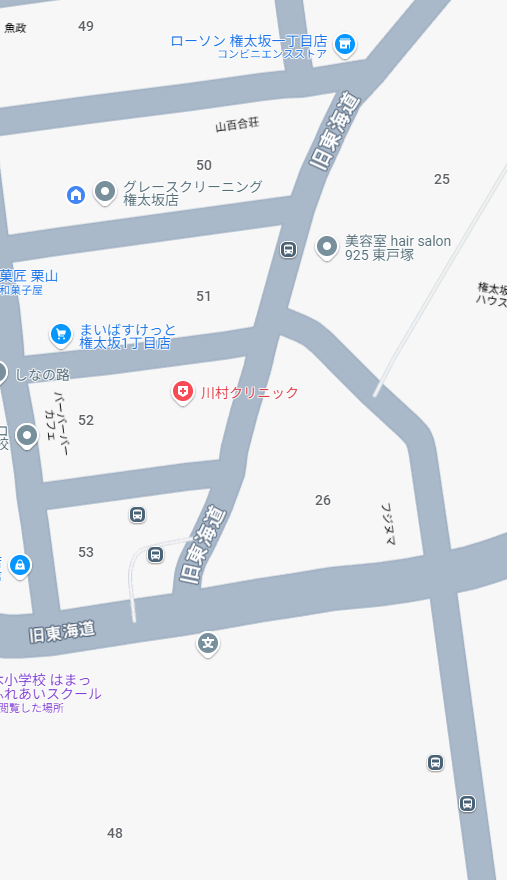 魚政
49
ローソン 権太坂一丁目店
コンビニエンスストア
旧東海道
山百合荘
50
25
グレースクリーニング
権太坂店
美容室 hair salon
925 東戸塚
菓匠 栗山
和菓子屋
51
権太坂
ハウス
まいばすけっと
権太坂1丁目店
しなの路
川村クリニック
バーバーバー
カフェ
52
校
26
フジヌマ
旧東海道
53
旧東海道
小学校 はまっ
ふれあいスクール
閲覧した場所
48